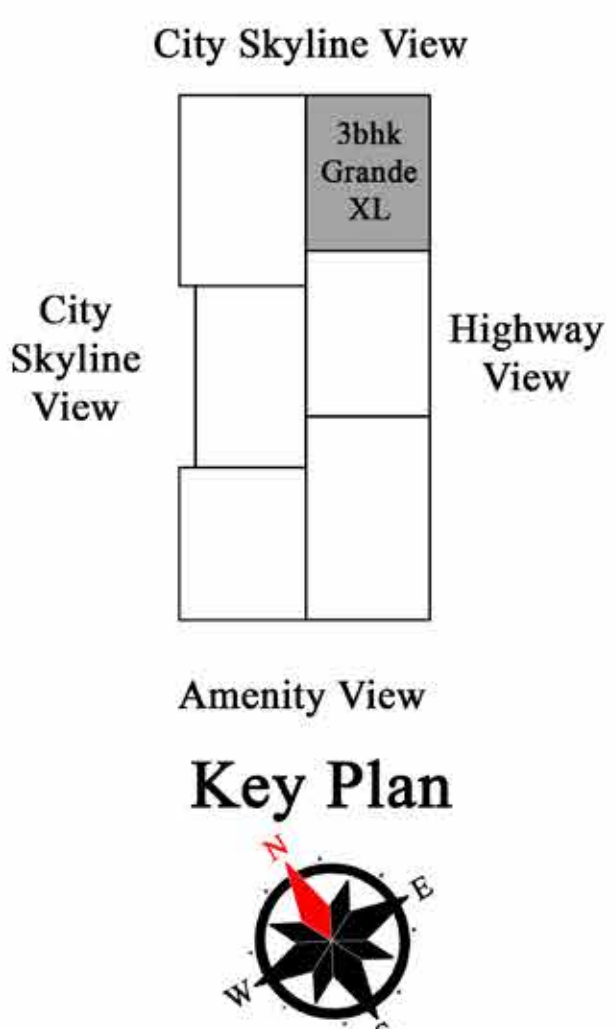 City Skyline View
3bhk
Grande
XL
City
Skyline
View
Highway
View
Amenity View
Key Plan
N
E
W
S